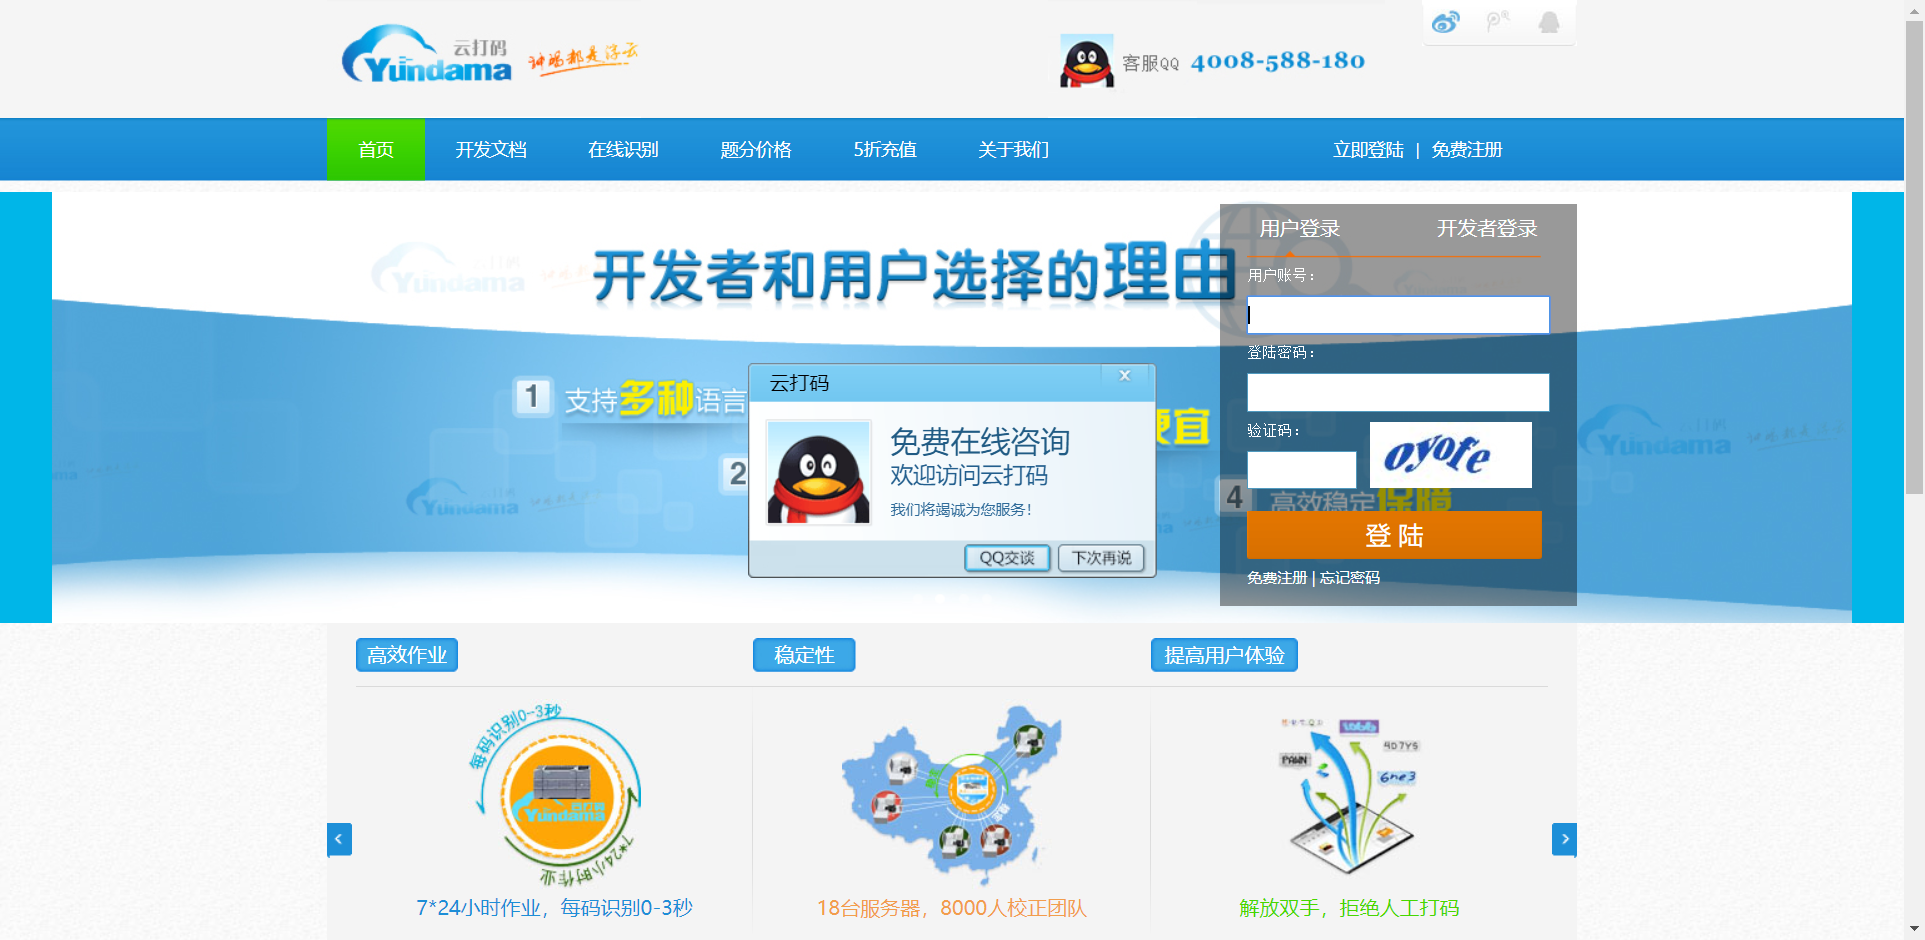 云打码
Yundama
神码都是浮云
客服QQ 4008-588-180
首页 开发文档 在线识别 题分价格 5折充值 关于我们 立即登陆 | 免费注册
开发者和用户选择的理由
用户登录 开发者登录
用户账号：
登陆密码：
验证码：
oyofe
登 陆
免费注册 | 忘记密码
1 支持多种语言
2
便宜
4 高效稳定保障
云打码
免费在线咨询
欢迎访问云打码
我们将竭诚为您服务！
QQ交谈 下次再说
高效作业 稳定性 提高用户体验
每码识别0-3秒
7*24小时作业
Yundama
4D7YS
PAWN
6ne3
7*24小时作业，每码识别0-3秒
18台服务器，8000人校正团队
解放双手，拒绝人工打码